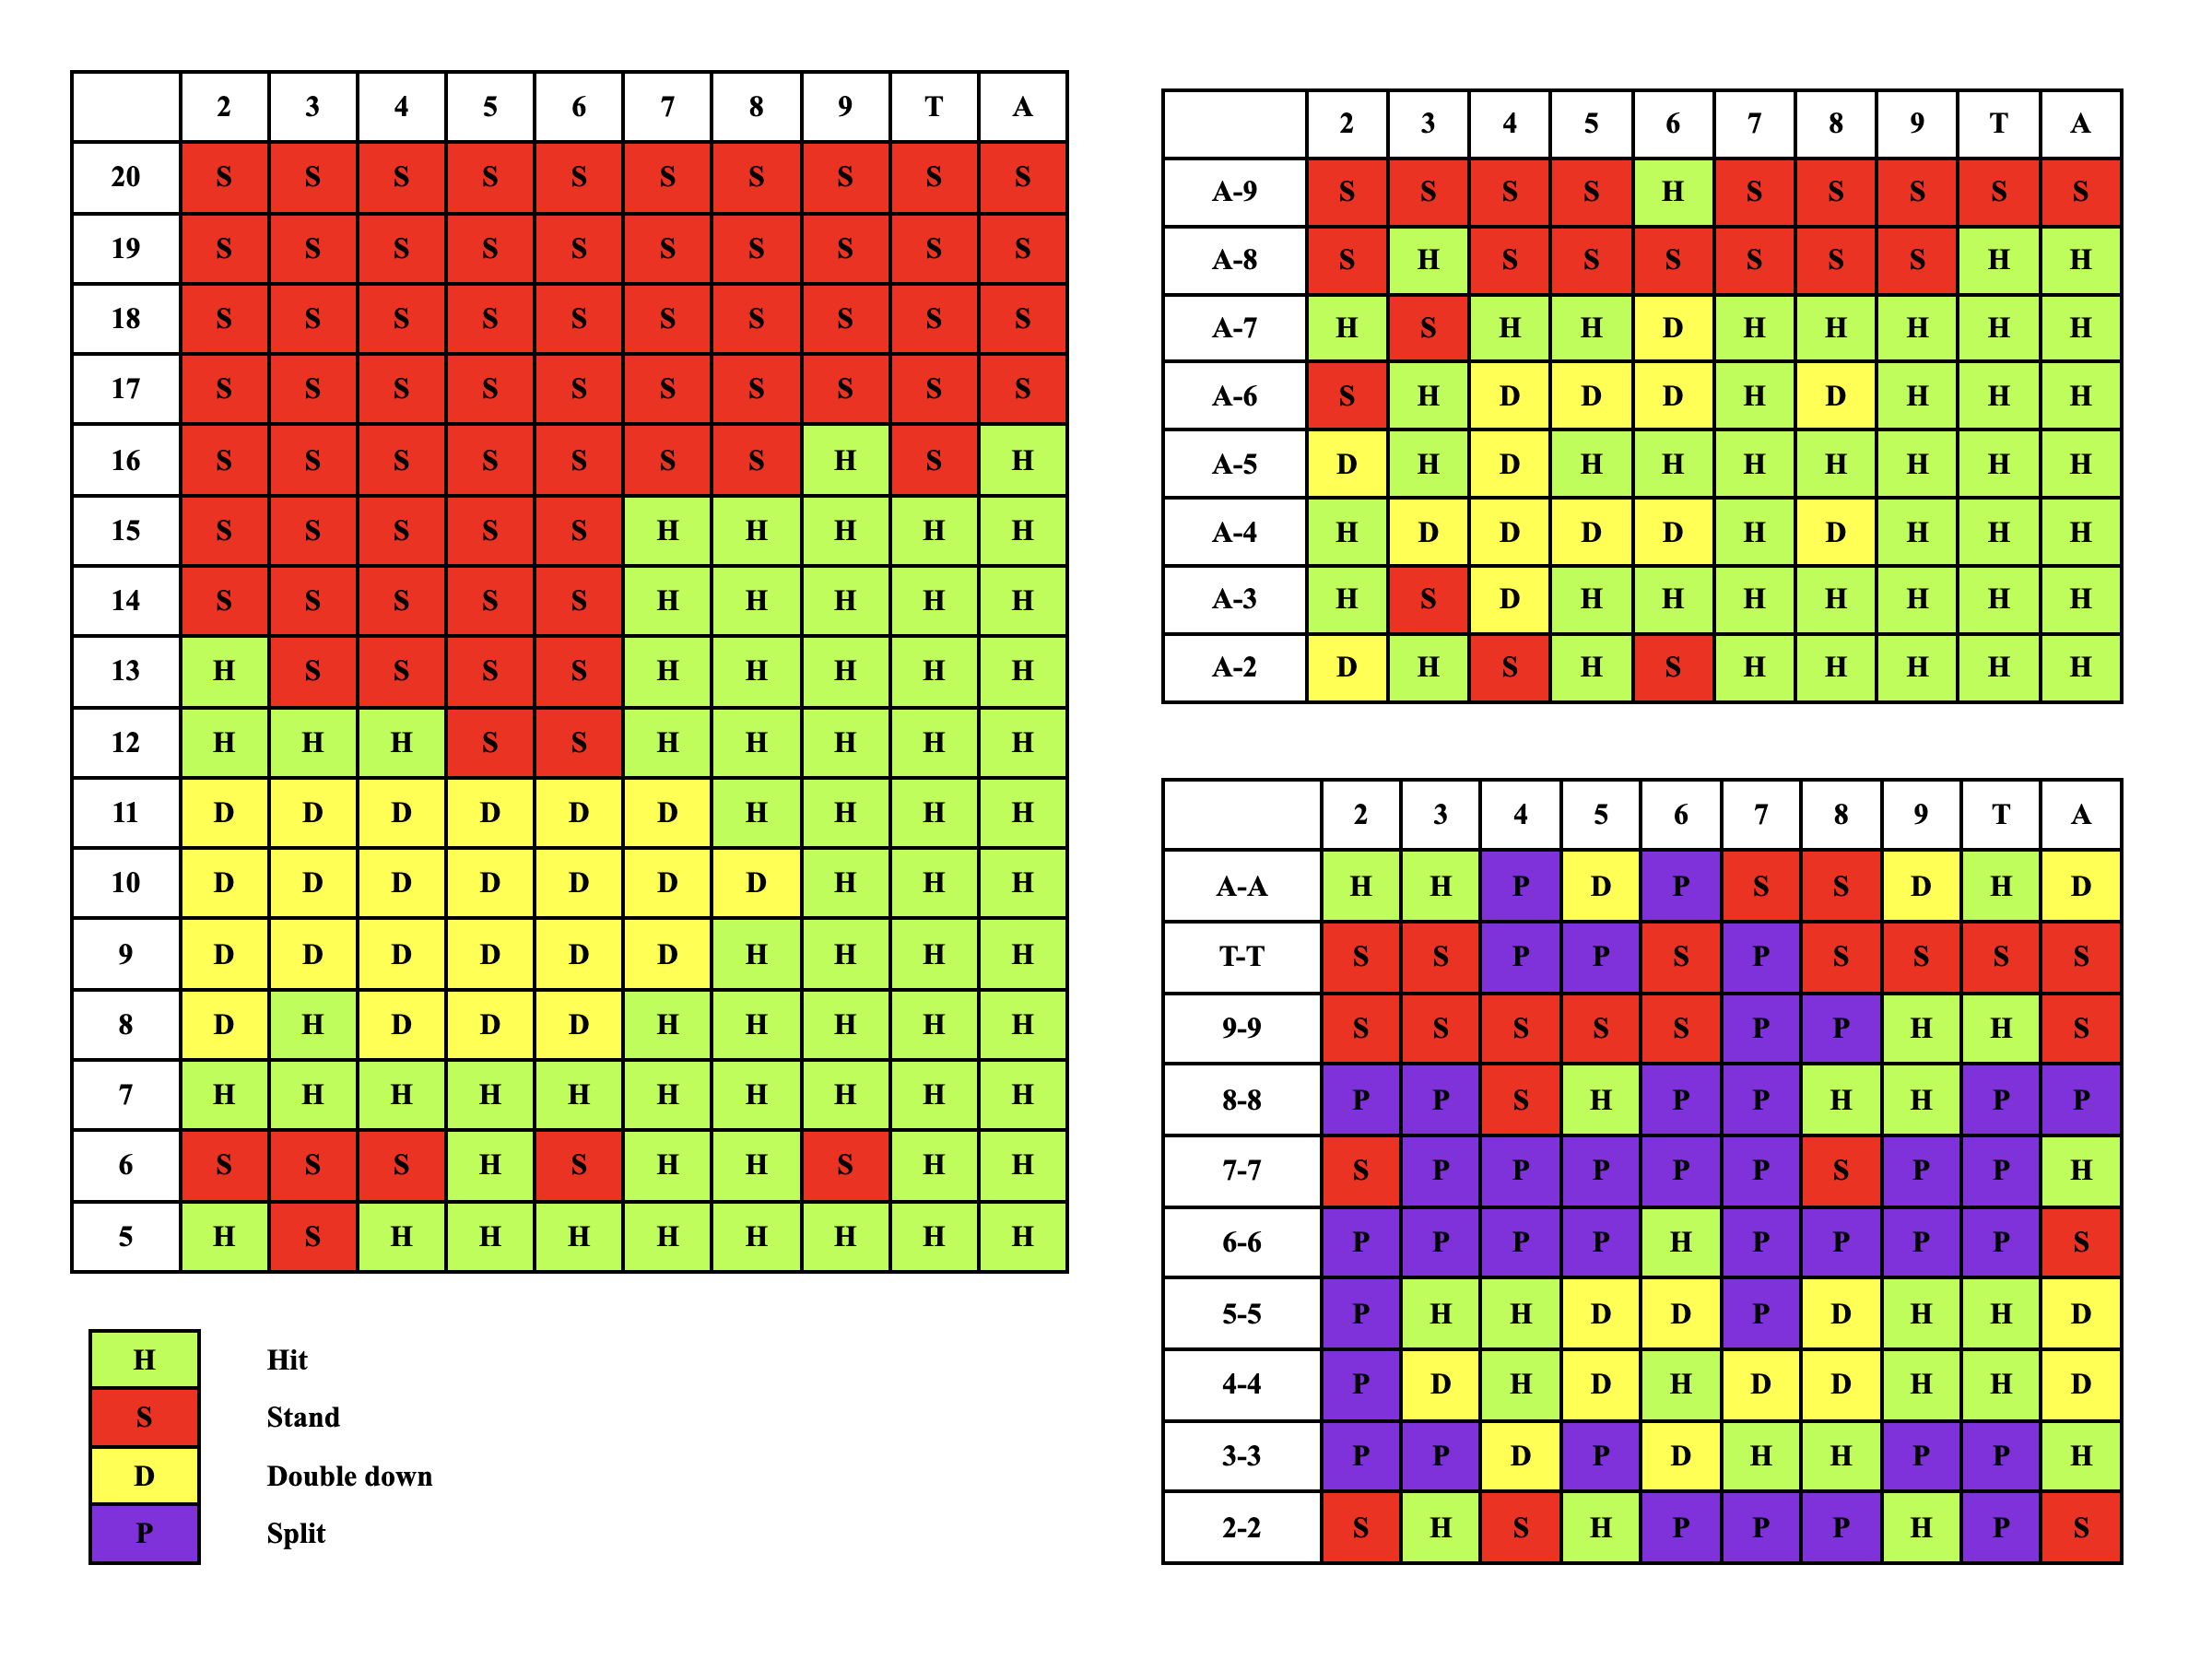 2 3 4 5 6 7 8 9 T A
20 S S S S S S S S S S
19 S S S S S S S S S S
18 S S S S S S S S S S
17 S S S S S S S S S S
16 S S S S S S S H S H
15 S S S S S H H H H H
14 S S S S S H H H H H
13 H S S S S H H H H H
12 H H H S S H H H H H
11 D D D D D D H H H H
10 D D D D D D D H H H
9 D D D D D D H H H H
8 D H D D D H H H H H
7 H H H H H H H H H H
6 S S S H S H H S H H
5 H S H H H H H H H H
H Hit
S Stand
D Double down
P Split
2 3 4 5 6 7 8 9 T A
A-9 S S S S H S S S S S
A-8 S H S S S S S S H H
A-7 H S H H D H H H H H
A-6 S H D D D H D H H H
A-5 D H D H H H H H H H
A-4 H D D D D H D H H H
A-3 H S D H H H H H H H
A-2 D H S H S H H H H H
2 3 4 5 6 7 8 9 T A
A-A H H P D P S S D H D
T-T S S P P S P S S S S
9-9 S S S S S P P H H S
8-8 P P S H P P H H P P
7-7 S P P P P P S P P H
6-6 P P P P H P P P P S
5-5 P H H D D P D H H D
4-4 P D H D H D D H H D
3-3 P P D P D H H P P H
2-2 S H S H P P P H P S